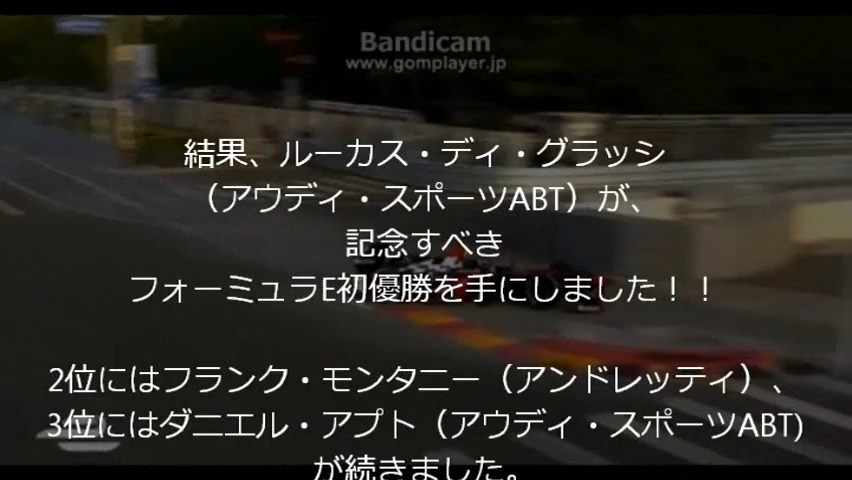 Bandicam
www.gomplayer.jp
結果、ルーカス・ディ・グラッシ
（アウディ・スポーツABT）が、
記念すべき
フォーミュラE初優勝を手にしました！！
2位にはフランク・モンタニー（アンドレッティ）、
3位にはダニエル・アプト（アウディ・スポーツABT)
が続きました。